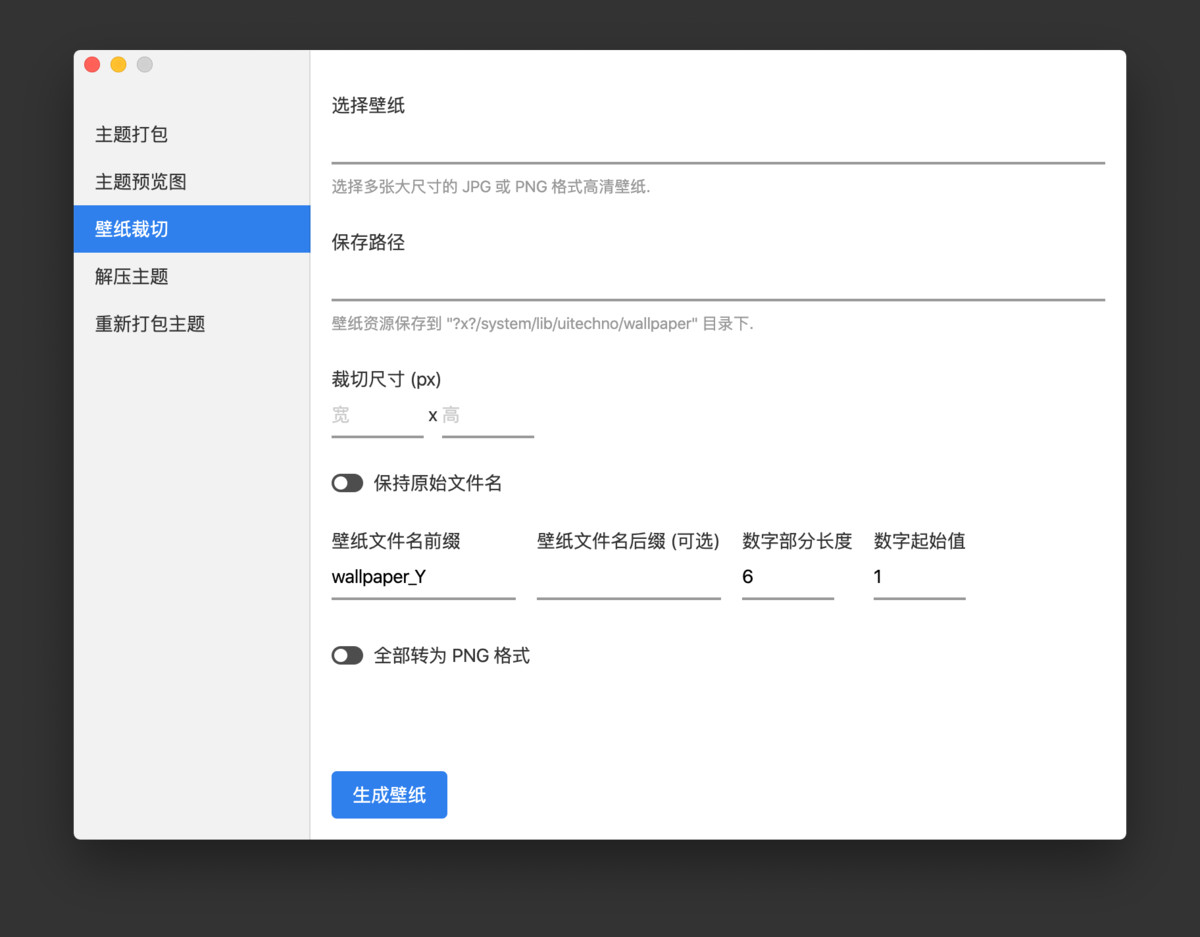 主题打包
主题预览图
壁纸裁切
解压主题
重新打包主题
选择壁纸
选择多张大尺寸的 JPG 或 PNG 格式高清壁纸.
保存路径
壁纸资源保存到 "?x?/system/lib/uitechno/wallpaper" 目录下.
裁切尺寸 (px)
宽 x 高
保持原始文件名
壁纸文件名前缀 壁纸文件名后缀 (可选) 数字部分长度 数字起始值
wallpaper_Y 6 1
全部转为 PNG 格式
生成壁纸